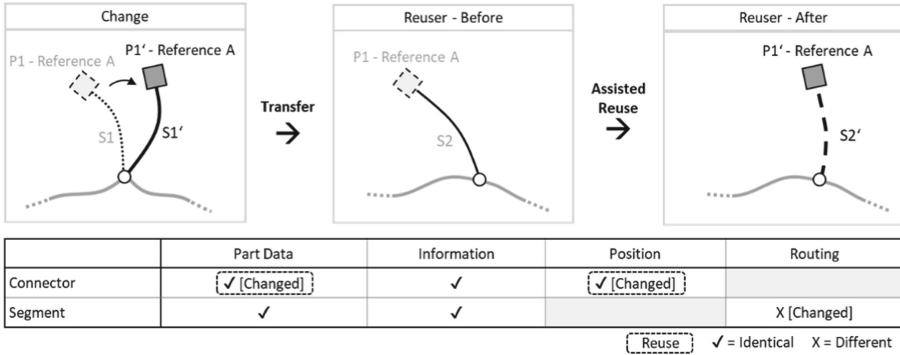 Change
P1‘ - Reference A
P1 - Reference A
S1
S1‘
Transfer
Reuser - Before
P1 - Reference A
S2
Assisted
Reuse
Reuser - After
P1‘ - Reference A
S2‘
Part Data Information Position Routing
Connector ✓ [Changed] ✓ ✓ [Changed]
Segment ✓ ✓ X [Changed]
Reuse ✓ = Identical X = Different